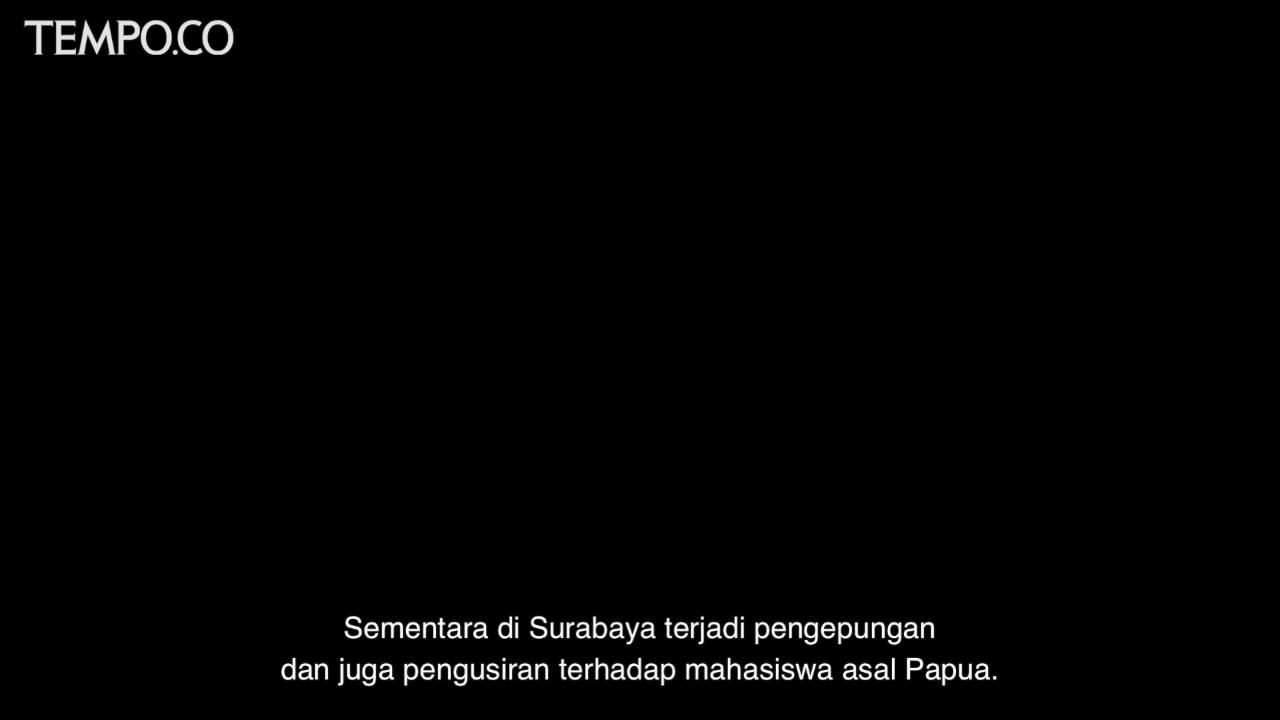 TEMPO.CO
Sementara di Surabaya terjadi pengepungan
dan juga pengusiran terhadap mahasiswa asal Papua.